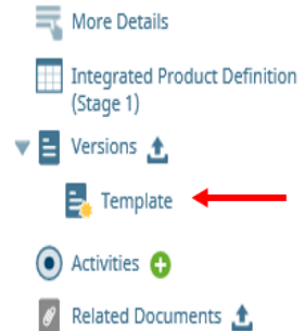 More Details
Integrated Product Definition
(Stage 1)
Versions
Template
Activities
Related Documents